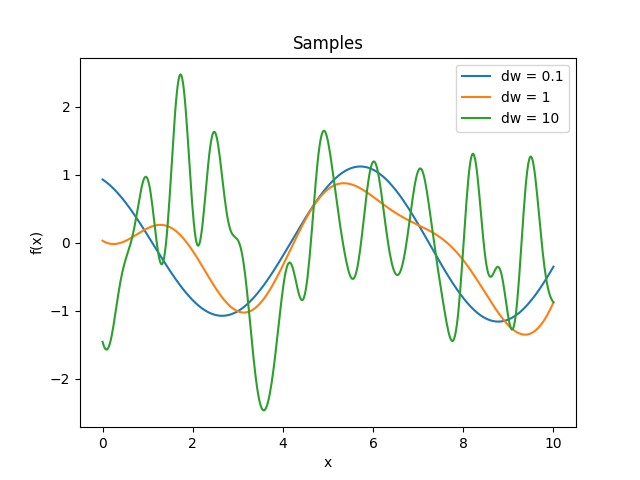 Samples
dw = 0.1
dw = 1
dw = 10
2
1
0
−1
−2
f(x)
0
2
4
6
8
10
x